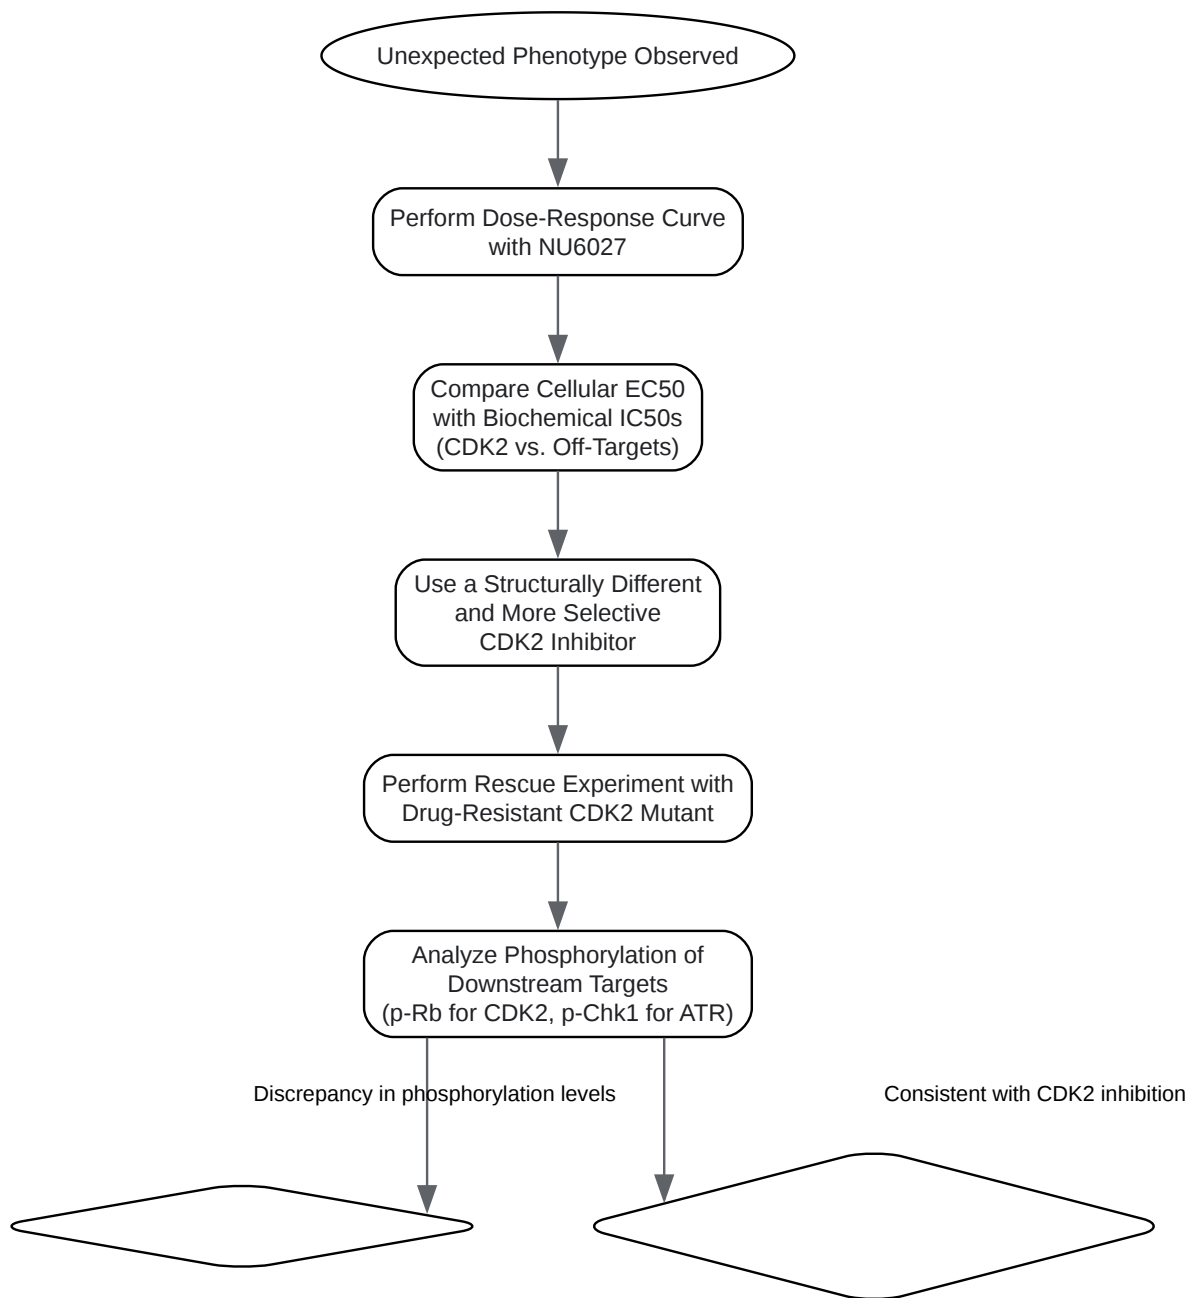 Unexpected Phenotype Observed
Perform Dose-Response Curve
with NU6027
Compare Cellular EC50
with Biochemical IC50s
(CDK2 vs. Off-Targets)
Use a Structurally Different
and More Selective
CDK2 Inhibitor
Perform Rescue Experiment with
Drug-Resistant CDK2 Mutant
Analyze Phosphorylation of
Downstream Targets
(p-Rb for CDK2, p-Chk1 for ATR)
Discrepancy in phosphorylation levels
Consistent with CDK2 inhibition